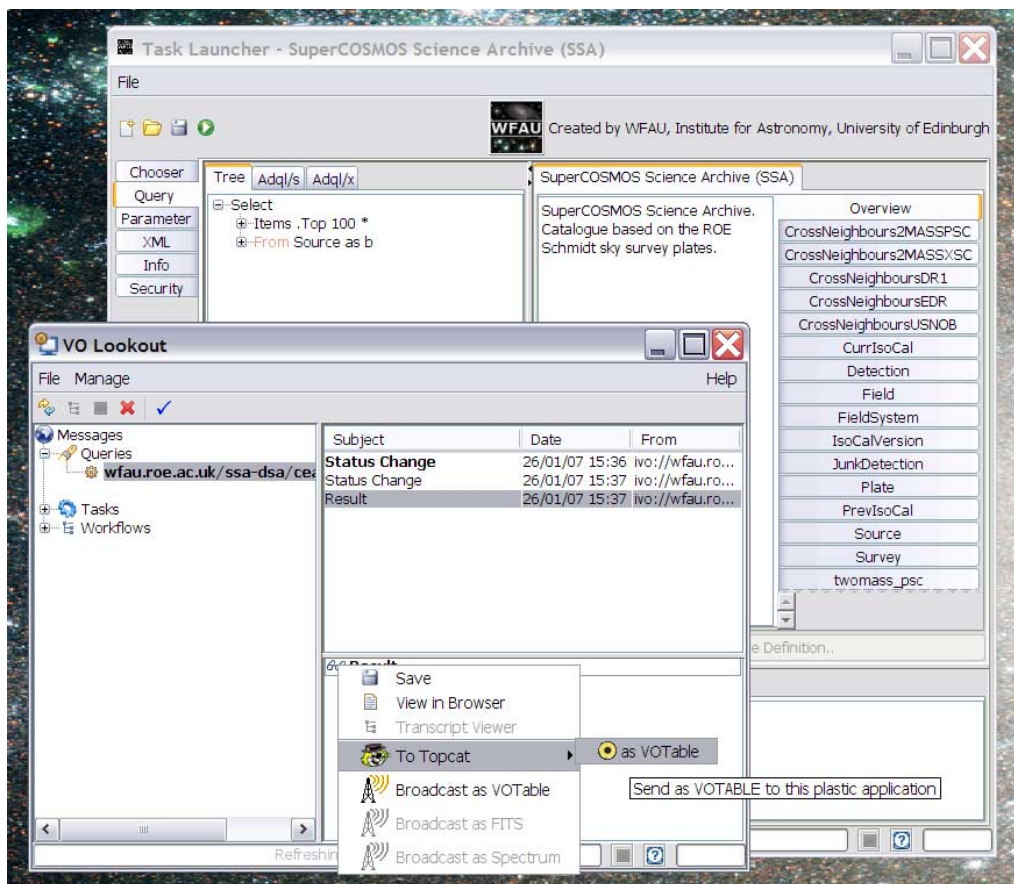 Task Launcher - SuperCOSMOS Science Archive (SSA)
File
WFAU
Created by WFAU, Institute for Astronomy, University of Edinburgh
Chooser
Query
Parameter
XML
Info
Security
Tree Adql/s Adql/x
Select
Items .Top 100 *
From Source as b
SuperCOSMOS Science Archive (SSA)
SuperCOSMOS Science Archive.
Catalogue based on the ROE
Schmidt sky survey plates.
Overview
CrossNeighbours2MASSPSC
CrossNeighbours2MASSXSC
CrossNeighboursDR1
CrossNeighboursEDR
CrossNeighboursUSNOB
CurrIsoCal
Detection
Field
FieldSystem
IsoCalVersion
JunkDetection
Plate
PrevIsoCal
Source
Survey
twomass_psc
e Definition..
VO Lookout
File Manage Help
Messages
Queries
wfau.roe.ac.uk/ssa-dsa/cea
Tasks
Workflows
Subject Date From
Status Change 26/01/07 15:36 ivo://wfau.ro...
Status Change 26/01/07 15:37 ivo://wfau.ro...
Result 26/01/07 15:37 ivo://wfau.ro...
Result
Save
View in Browser
Transcript Viewer
To Topcat
as VOTable
Send as VOTABLE to this plastic application
Broadcast as VOTable
Broadcast as FITS
Broadcast as Spectrum
Refreshin